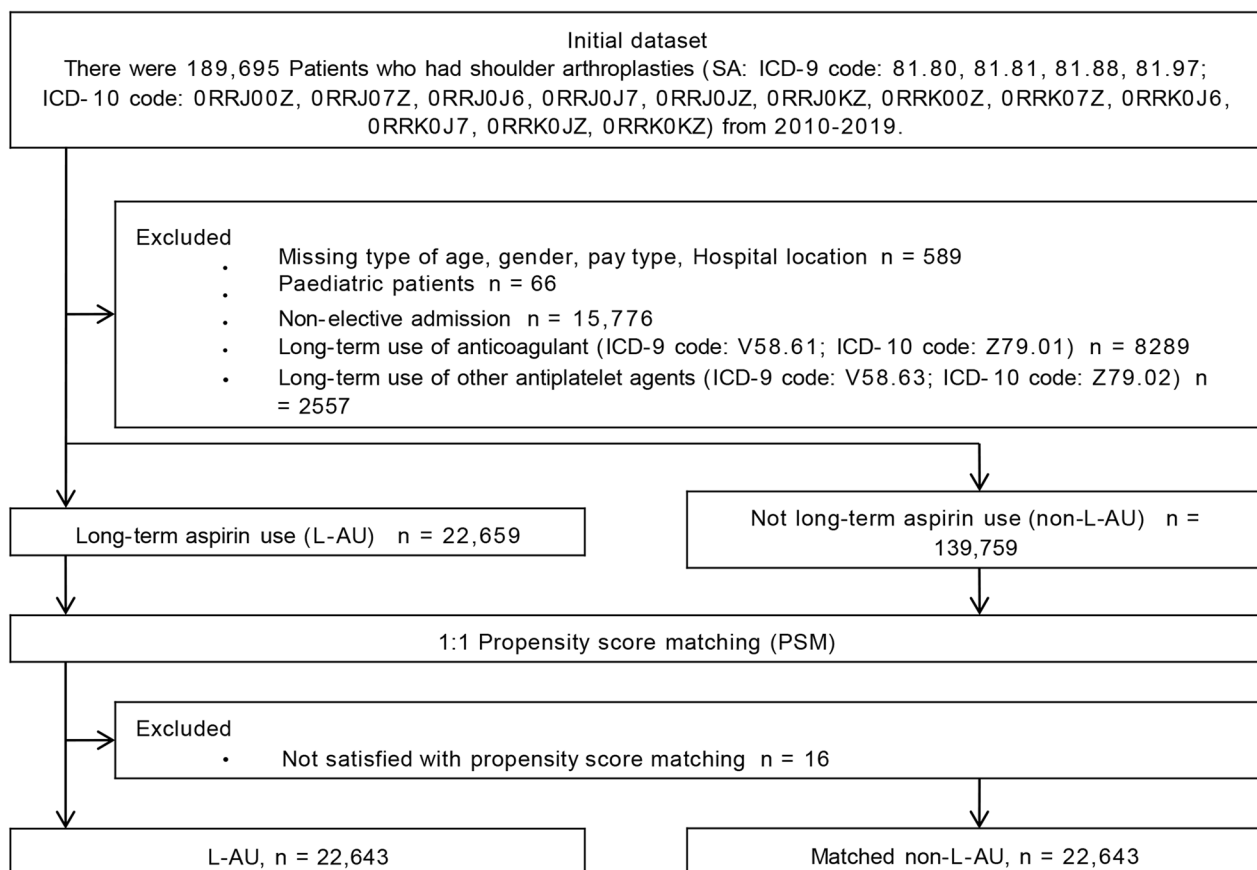 Initial dataset
There were 189,695 Patients who had shoulder arthroplasties (SA: ICD-9 code: 81.80, 81.81, 81.88, 81.97;
ICD-10 code: 0RRJ00Z, 0RRJ07Z, 0RRJ0J6, 0RRJ0J7, 0RRJ0JZ, 0RRJ0KZ, 0RRK00Z, 0RRK07Z, 0RRK0J6,
0RRK0J7, 0RRK0JZ, 0RRK0KZ) from 2010-2019.
Excluded
· Missing type of age, gender, pay type, Hospital location n = 589
· Paediatric patients n = 66
· Non-elective admission n = 15,776
· Long-term use of anticoagulant (ICD-9 code: V58.61; ICD-10 code: Z79.01) n = 8289
· Long-term use of other antiplatelet agents (ICD-9 code: V58.63; ICD-10 code: Z79.02) n
= 2557
Long-term aspirin use (L-AU) n = 22,659
Not long-term aspirin use (non-L-AU) n =
139,759
1:1 Propensity score matching (PSM)
Excluded
· Not satisfied with propensity score matching n = 16
L-AU, n = 22,643
Matched non-L-AU, n = 22,643